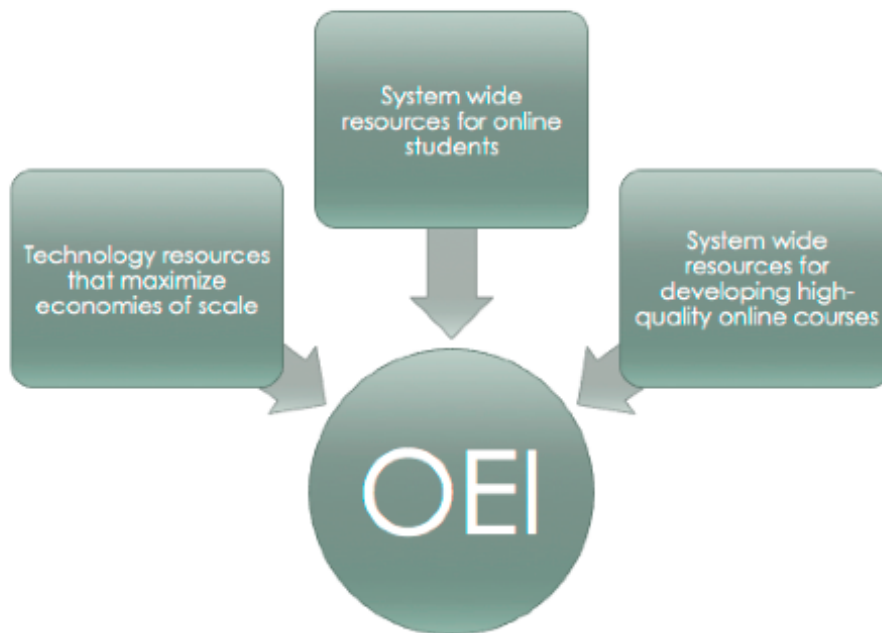 System wide
resources for online
students
Technology resources
that maximize
economies of scale
System wide
resources for
developing high-
quality online courses
OEI